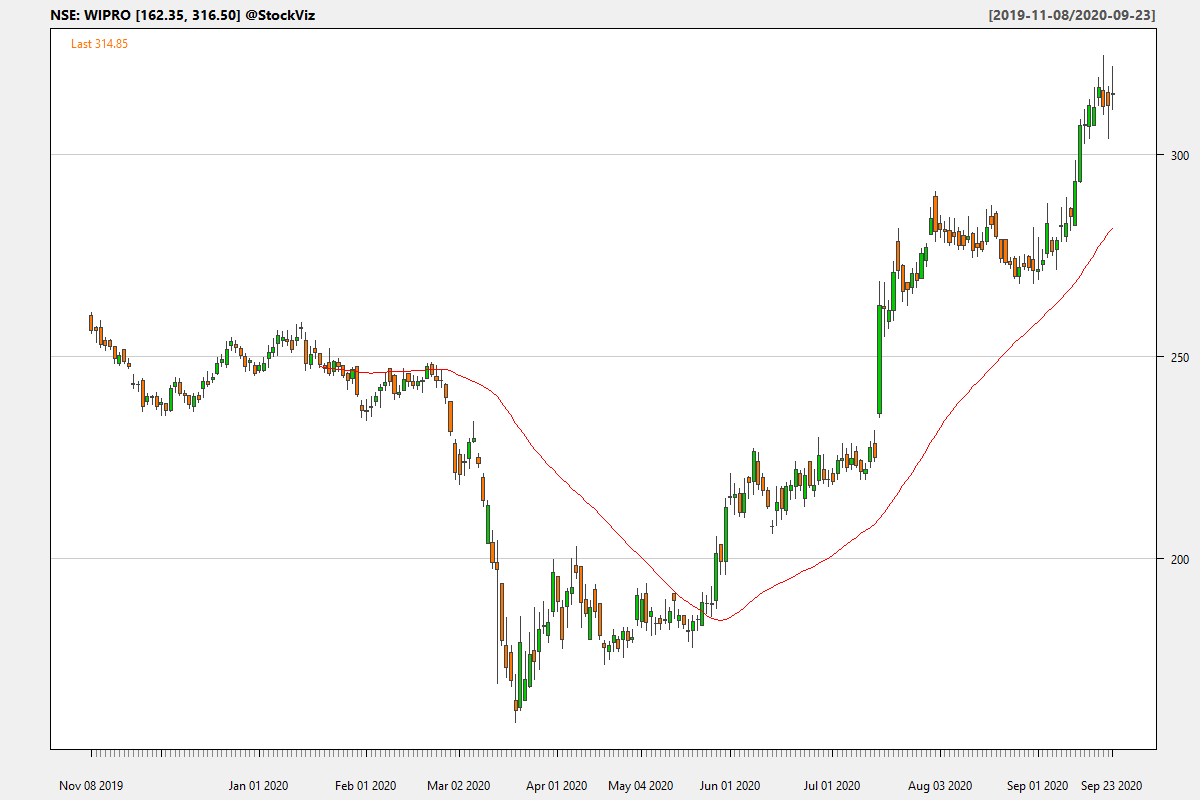 NSE: WIPRO [162.35, 316.50] @StockViz [2019-11-08/2020-09-23]
Last 314.85
300
250
200
Nov 08 2019 Jan 01 2020 Feb 01 2020 Mar 02 2020 Apr 01 2020 May 04 2020 Jun 01 2020 Jul 01 2020 Aug 03 2020 Sep 01 2020 Sep 23 2020